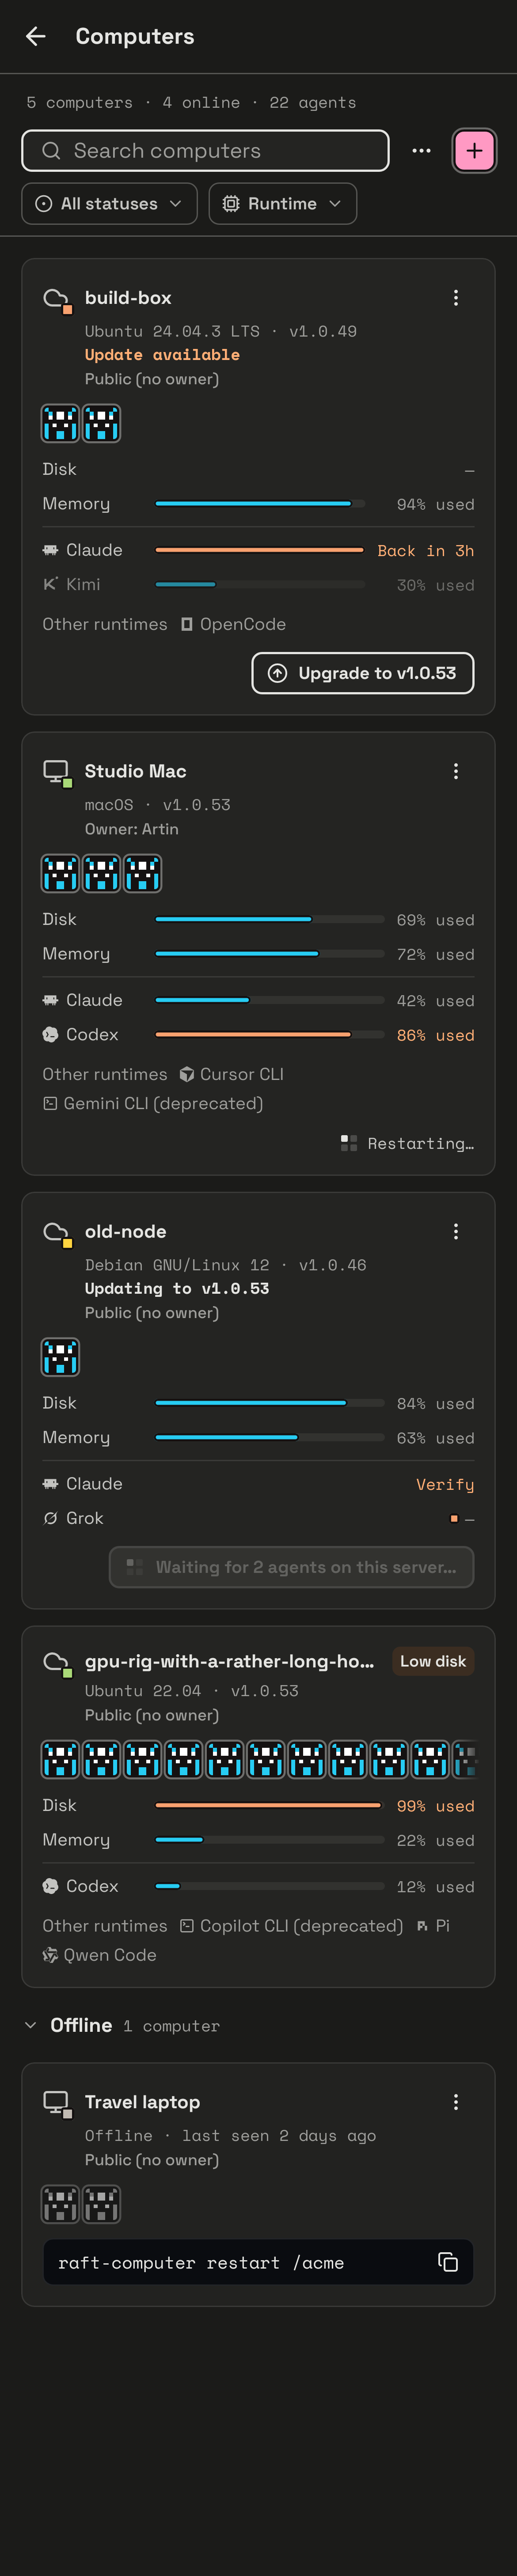 Computers
5 computers · 4 online · 22 agents
Search computers
All statuses
Runtime
build-box
Ubuntu 24.04.3 LTS · v1.0.49
Update available
Public (no owner)
Disk –
Memory 94% used
Claude Back in 3h
Kimi 30% used
Other runtimes OpenCode
Upgrade to v1.0.53
Studio Mac
macOS · v1.0.53
Owner: Artin
Disk 69% used
Memory 72% used
Claude 42% used
Codex 86% used
Other runtimes Cursor CLI
Gemini CLI (deprecated)
Restarting…
old-node
Debian GNU/Linux 12 · v1.0.46
Updating to v1.0.53
Public (no owner)
Disk 84% used
Memory 63% used
Claude Verify
Grok –
Waiting for 2 agents on this server…
gpu-rig-with-a-rather-long-ho… Low disk
Ubuntu 22.04 · v1.0.53
Public (no owner)
Disk 99% used
Memory 22% used
Codex 12% used
Other runtimes Copilot CLI (deprecated) Pi
Qwen Code
Offline 1 computer
Travel laptop
Offline · last seen 2 days ago
Public (no owner)
raft-computer restart /acme